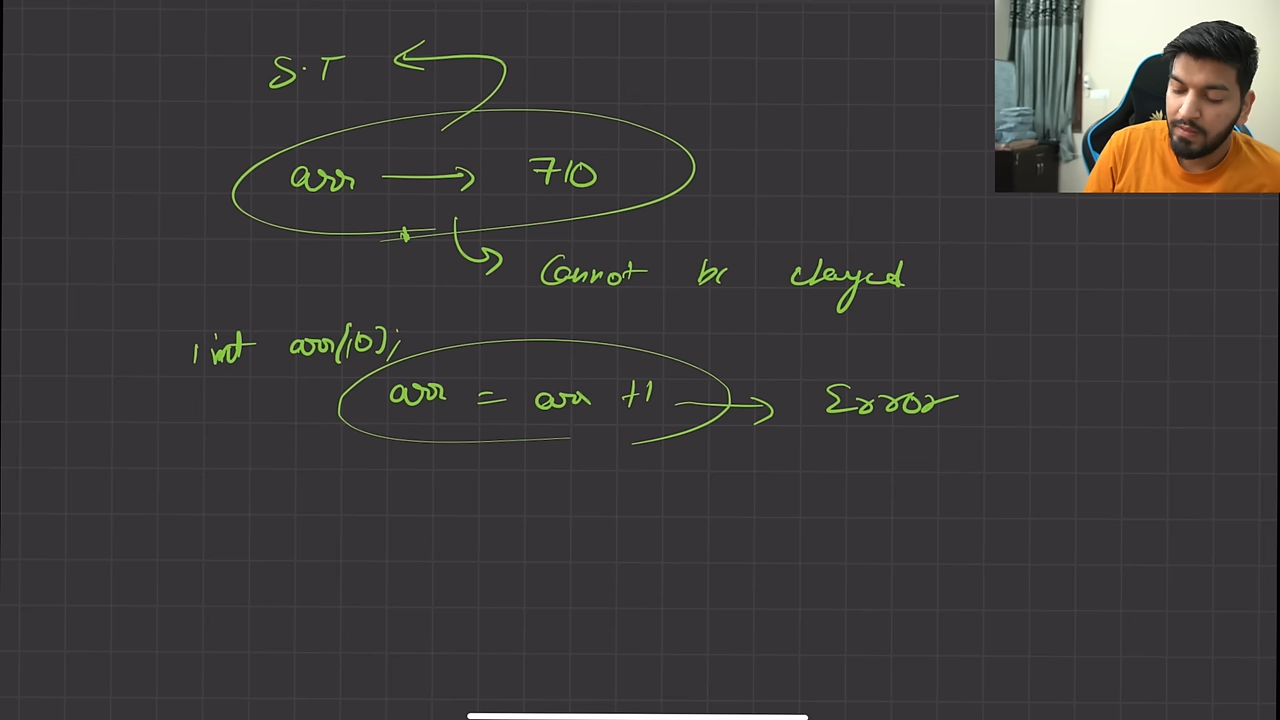 S.T
arr → 710
Cannot be changed
int arr[10];
arr = arr +1 → Error